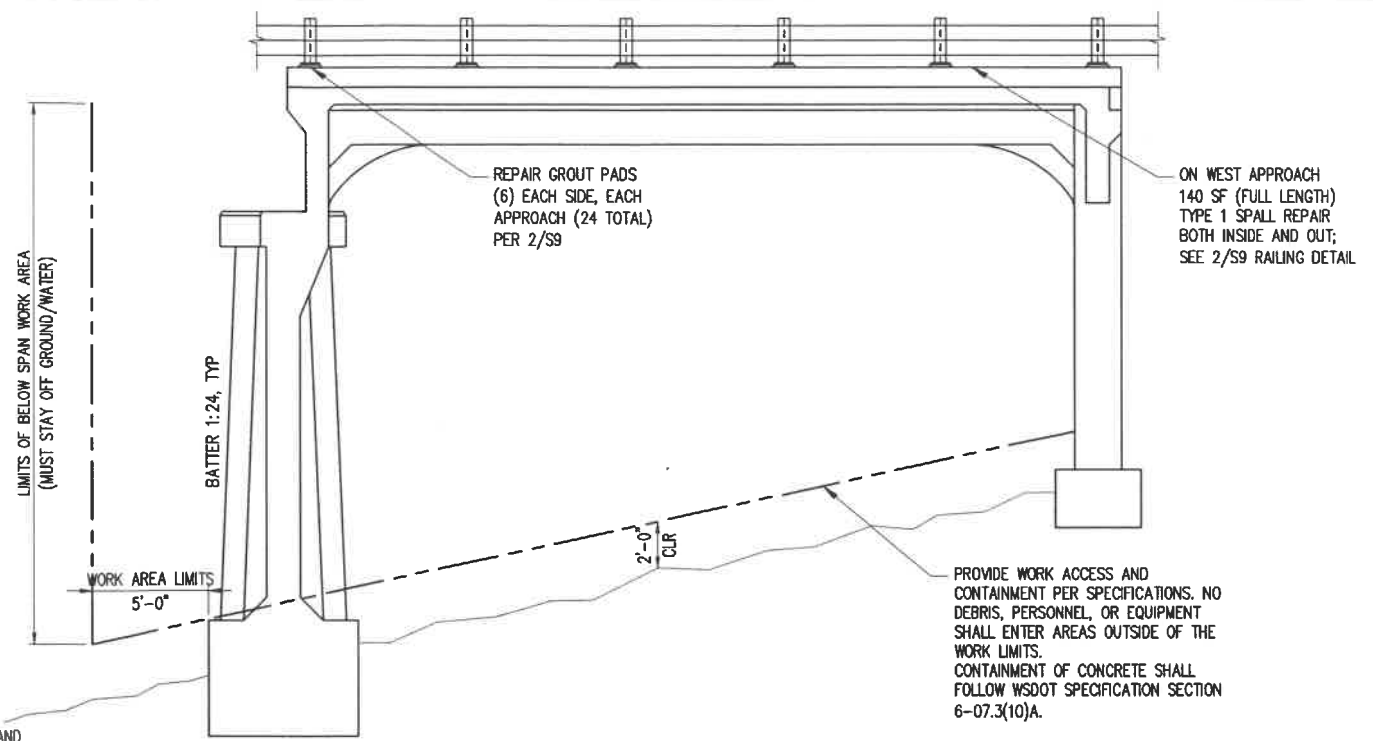 REPAIR GROUT PADS
(6) EACH SIDE, EACH
APPROACH (24 TOTAL)
PER 2/S9
ON WEST APPROACH
140 SF (FULL LENGTH)
TYPE 1 SPALL REPAIR
BOTH INSIDE AND OUT;
SEE 2/S9 RAILING DETAIL
LIMITS OF BELOW SPAN WORK AREA
(MUST STAY OFF GROUND/WATER)
BATTER 1:24, TYP
WORK AREA LIMITS
5'-0"
2'-0"
CLR
PROVIDE WORK ACCESS AND
CONTAINMENT PER SPECIFICATIONS. NO
DEBRIS, PERSONNEL, OR EQUIPMENT
SHALL ENTER AREAS OUTSIDE OF THE
WORK LIMITS.
CONTAINMENT OF CONCRETE SHALL
FOLLOW WSDOT SPECIFICATION SECTION
6-07.3(10)A.
AND